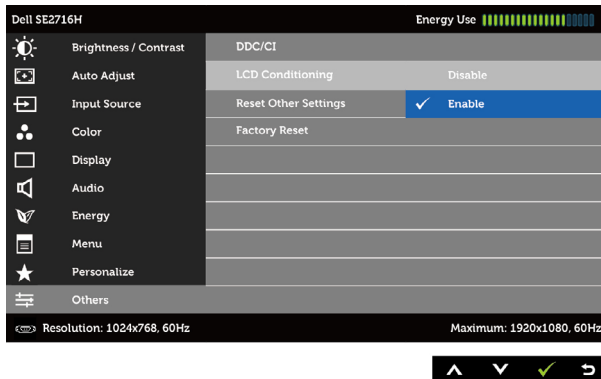 Dell SE2716H Energy Use
Brightness / Contrast DDC/CI
Auto Adjust LCD Conditioning Disable
Input Source Reset Other Settings Enable
Color Factory Reset
Display
Audio
Energy
Menu
Personalize
Others
Resolution: 1024x768, 60Hz Maximum: 1920x1080, 60Hz